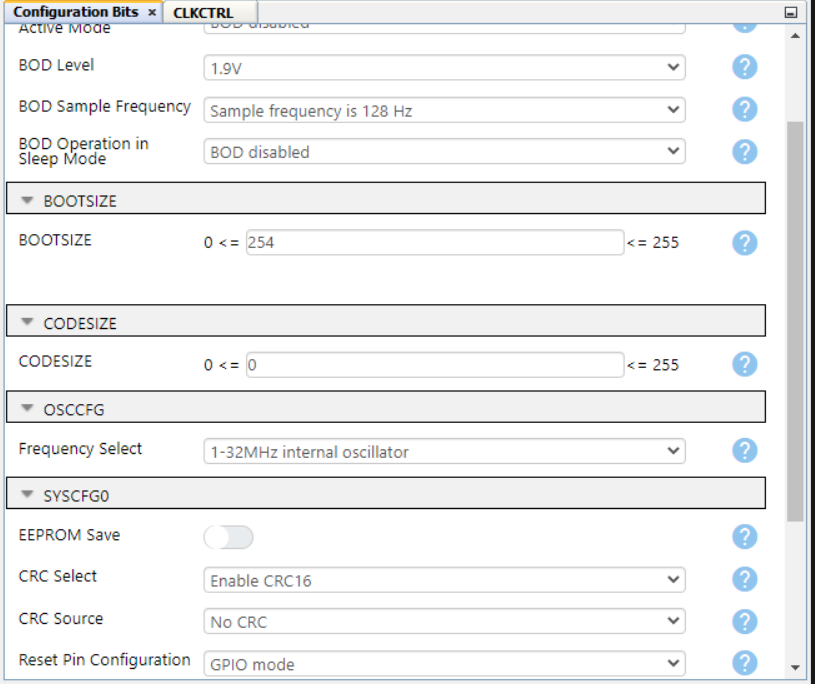 Configuration Bits × CLKCTRL
Active Mode BOD disabled
BOD Level 1.9V ?
BOD Sample Frequency Sample frequency is 128 Hz ?
BOD Operation in
Sleep Mode BOD disabled ?
BOOTSIZE
BOOTSIZE 0 <= 254 <= 255 ?
CODESIZE
CODESIZE 0 <= 0 <= 255 ?
OSCCFG
Frequency Select 1-32MHz internal oscillator ?
SYSCFG0
EEPROM Save ?
CRC Select Enable CRC16 ?
CRC Source No CRC ?
Reset Pin Configuration GPIO mode ?